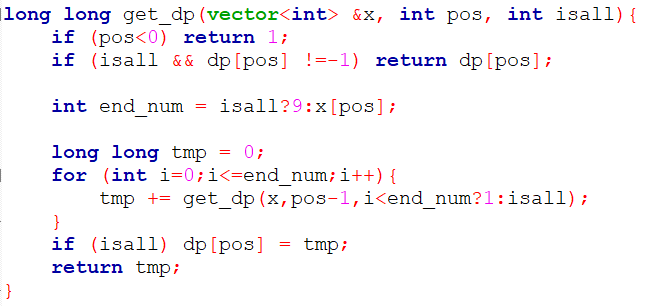 long long get_dp(vector<int> &x, int pos, int isall){
    if (pos<0) return 1;
    if (isall && dp[pos] !=-1) return dp[pos];

    int end_num = isall?9:x[pos];

    long long tmp = 0;
    for (int i=0;i<=end_num;i++){
        tmp += get_dp(x,pos-1,i<end_num?1:isall);
    }
    if (isall) dp[pos] = tmp;
    return tmp;
}